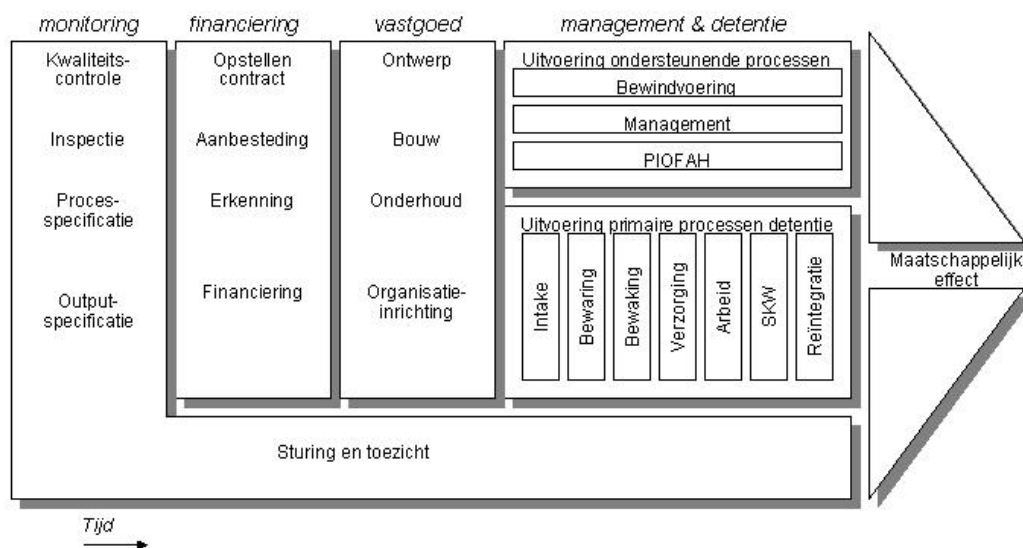 monitoring
financiering
vastgoed
management & detentie
Kwaliteits-
controle
Inspectie
Proces-
specificatie
Output-
specificatie
Opstellen
contract
Aanbesteding
Erkenning
Financiering
Ontwerp
Bouw
Onderhoud
Organisatie-
inrichting
Uitvoering ondersteunende processen
Bewindvoering
Management
PIOFAH
Uitvoering primaire processen detentie
Intake
Bewaring
Bewaking
Verzorging
Arbeid
SKW
Reïntegratie
Maatschappelijk
effect
Sturing en toezicht
Tijd